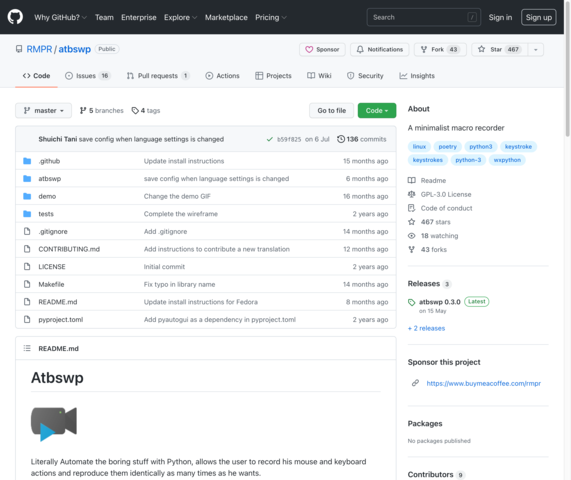 Why GitHub? Team Enterprise Explore Marketplace Pricing Search / Sign in Sign up
RMPR / atbswp Public Sponsor Notifications Fork 43 Star 467
Code Issues 16 Pull requests 1 Actions Projects Wiki Security Insights
master 5 branches 4 tags Go to file Code
Shuichi Tani save config when language settings is changed b59f825 on 6 Jul 136 commits
.github Update install instructions 15 months ago
atbswp save config when language settings is changed 6 months ago
demo Change the demo GIF 16 months ago
tests Complete the wireframe 2 years ago
.gitignore Add .gitignore 14 months ago
CONTRIBUTING.md Add instructions to contribute a new translation 12 months ago
LICENSE Initial commit 2 years ago
Makefile Fix typo in library name 14 months ago
README.md Update install instructions for Fedora 8 months ago
pyproject.toml Add pyautogui as a dependency in pyproject.toml 2 years ago
README.md
Atbswp
Literally Automate the boring stuff with Python, allows the user to record his mouse and keyboard
actions and reproduce them identically as many times as he wants.
About
A minimalist macro recorder
linux poetry python3 keystroke
keystrokes python-3 wxpython
Readme
GPL-3.0 License
Code of conduct
467 stars
18 watching
43 forks
Releases 3
atbswp 0.3.0 Latest
on 15 May
+ 2 releases
Sponsor this project
https://www.buymeacoffee.com/rmpr
Packages
No packages published
Contributors 9